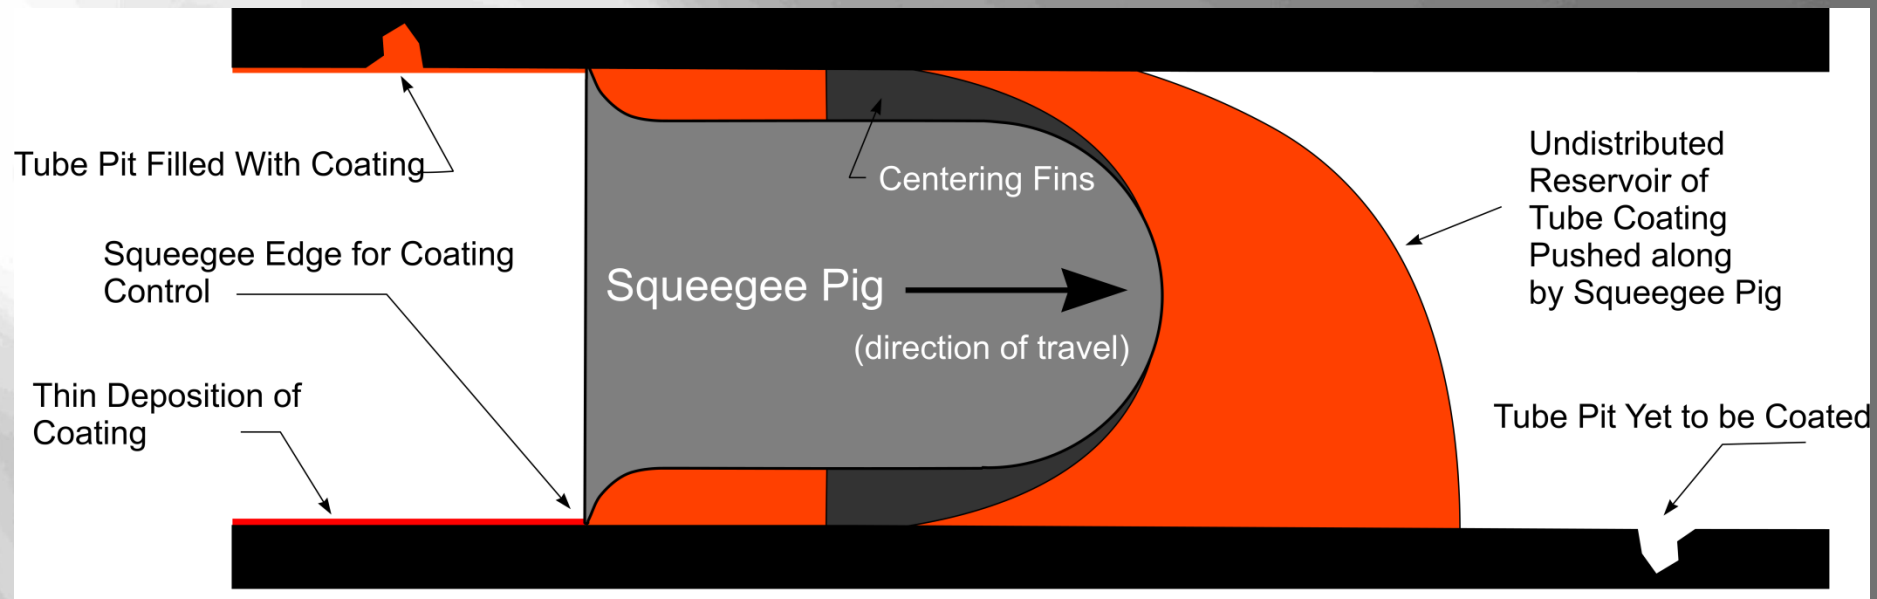 Tube Pit Filled With Coating
Squeegee Edge for Coating
Control
Thin Deposition of
Coating
Centering Fins
Squeegee Pig
(direction of travel)
Undistributed
Reservoir of
Tube Coating
Pushed along
by Squeegee Pig
Tube Pit Yet to be Coated